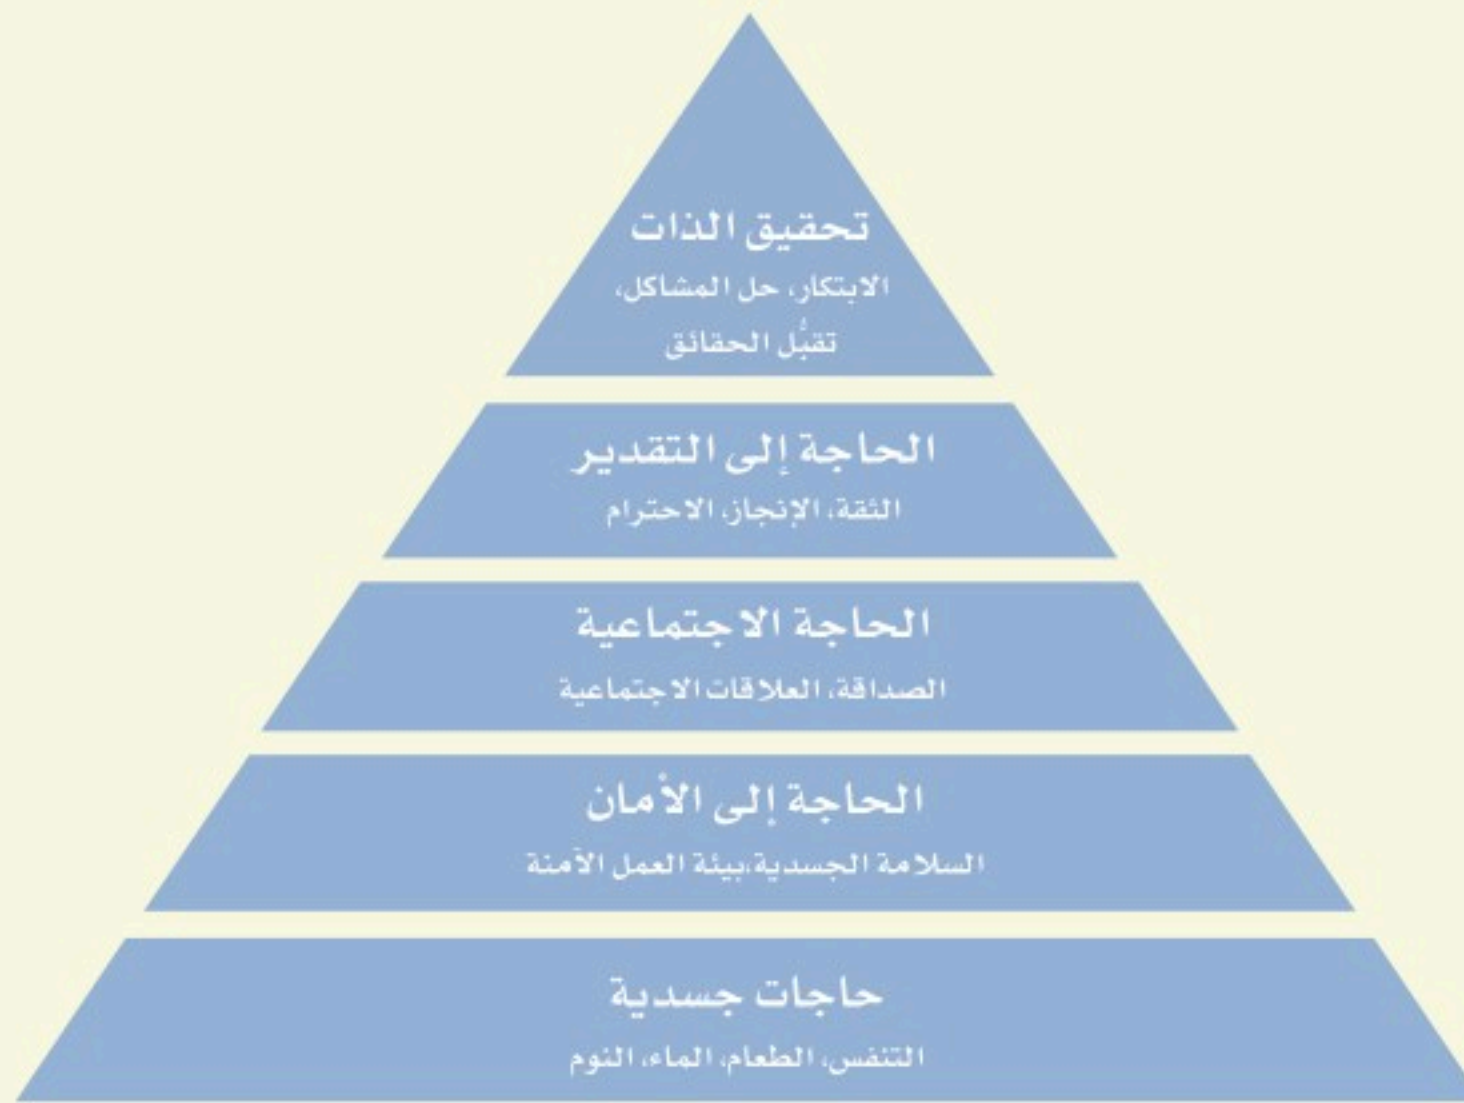 تحقيق الذات
الابتكار، حل المشاكل،
تقبُّل الحقائق
الحاجة إلى التقدير
الثقة، الإنجاز، الاحترام
الحاجة الاجتماعية
الصداقة، العلاقات الاجتماعية
الحاجة إلى الأمان
السلامة الجسدية،بيئة العمل الآمنة
حاجات جسدية
التنفس، الطعام، الماء، النوم